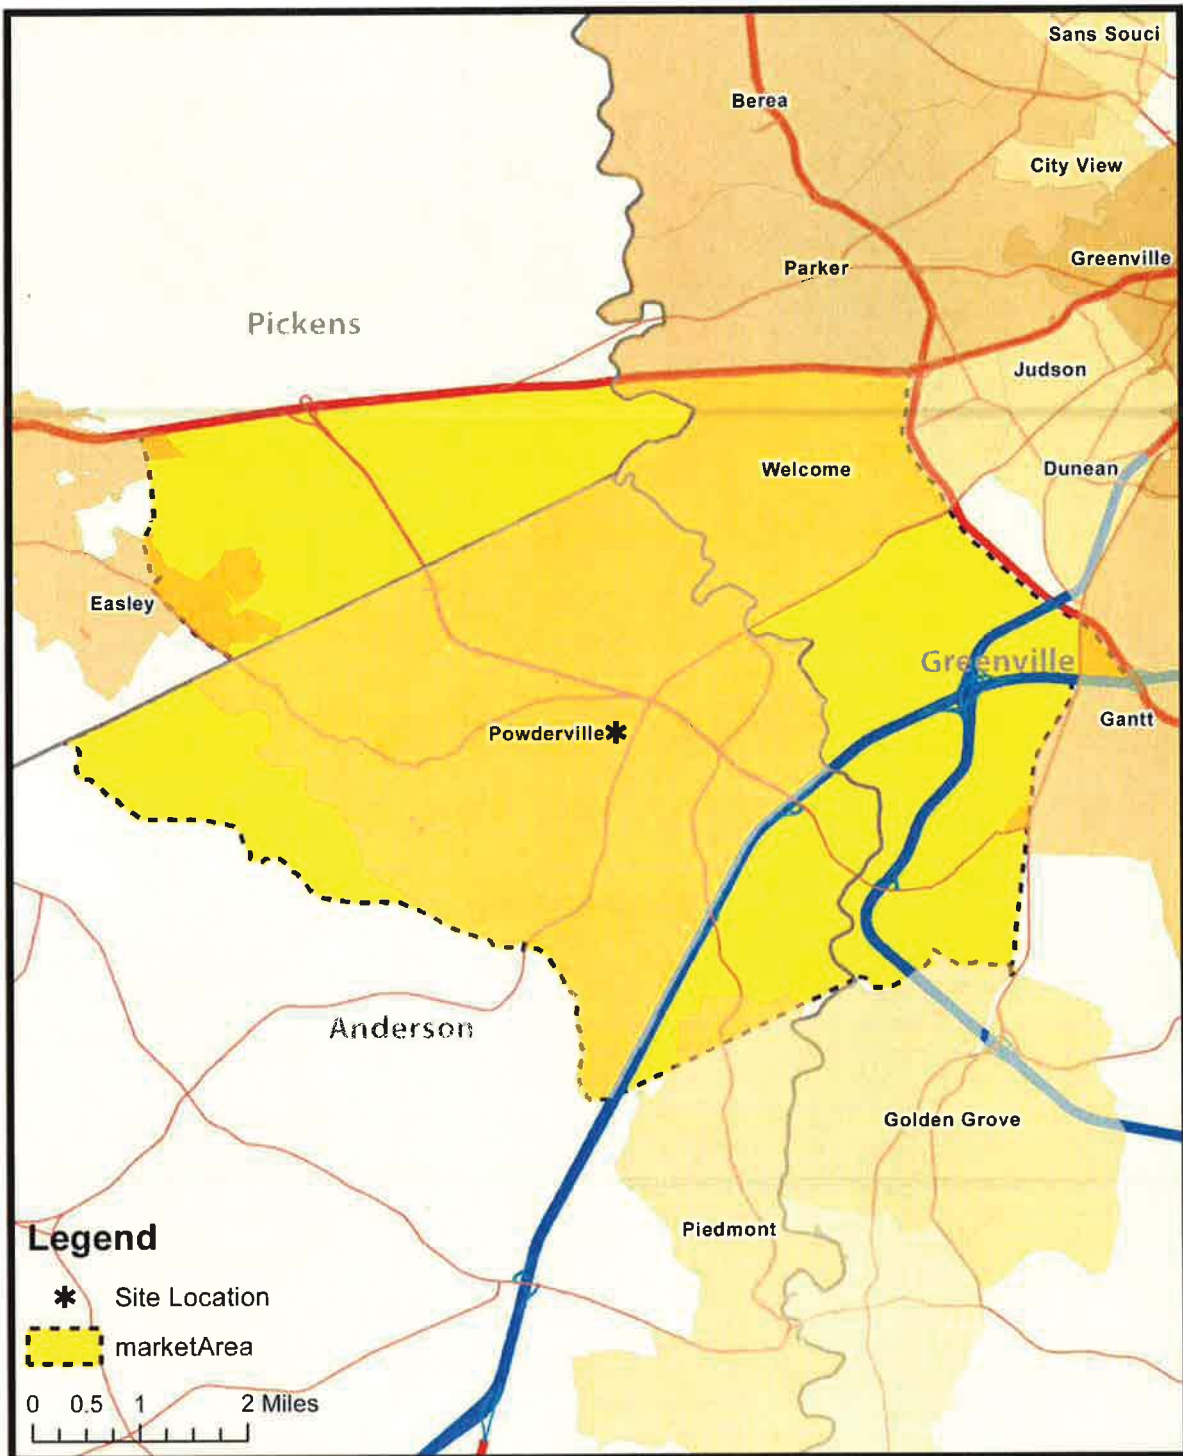 Sans Souci
Berea
City View
Greenville
Parker
Pickens
Judson
Welcome
Dunean
Easley
Greenville
Gantt
Powderville
Anderson
Golden Grove
Piedmont
Legend
Site Location
marketArea
0 0.5 1 2 Miles